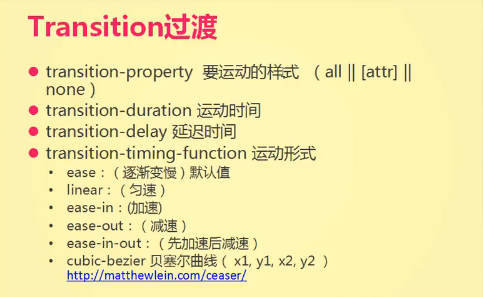 Transition过渡
transition-property 要运动的样式 （all || [attr] ||
none）
transition-duration 运动时间
transition-delay 延迟时间
transition-timing-function 运动形式
ease：（逐渐变慢）默认值
linear：（匀速）
ease-in：(加速)
ease-out：（减速）
ease-in-out：（先加速后减速）
cubic-bezier 贝塞尔曲线（ x1, y1, x2, y2 ）
http://matthewlein.com/ceaser/